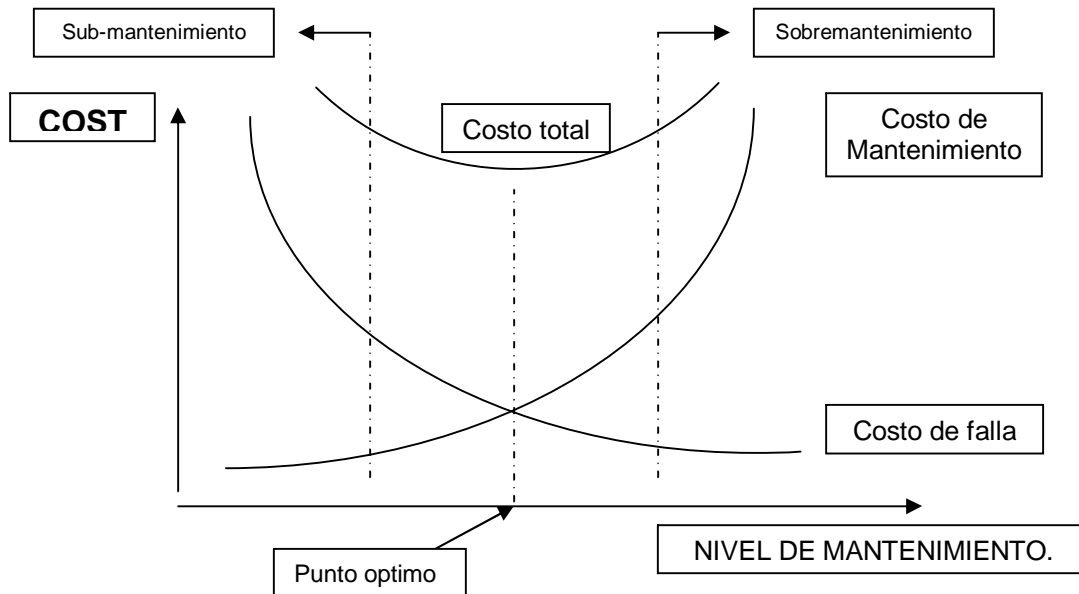 Sub-mantenimiento
Sobremantenimiento
COST
Costo total
Costo de
Mantenimiento
Costo de falla
NIVEL DE MANTENIMIENTO.
Punto optimo